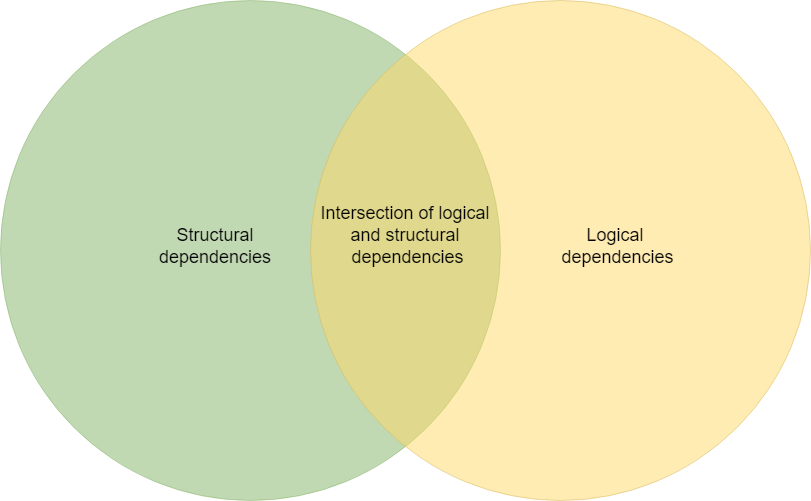 Structural
dependencies
Intersection of logical
and structural
dependencies
Logical
dependencies